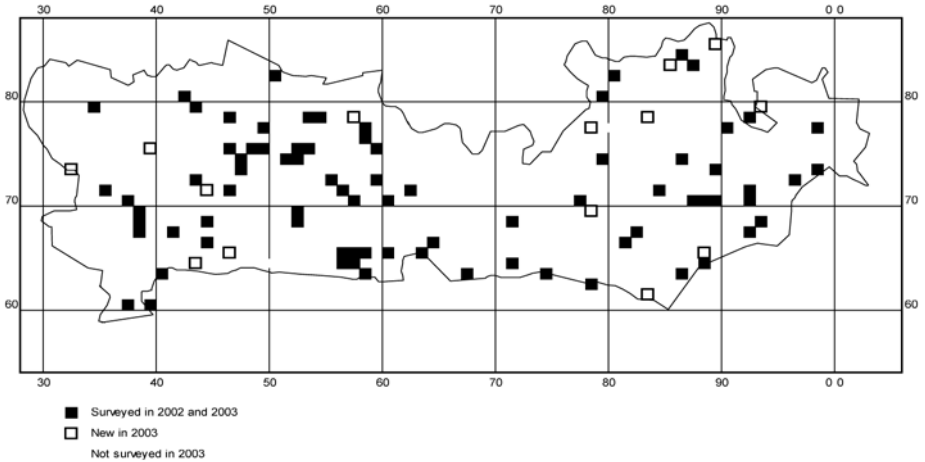 30 40 50 60 70 80 90 0 0
80 80
70 70
60 60
30 40 50 60 70 80 90 0 0
Surveyed in 2002 and 2003
New in 2003
Not surveyed in 2003